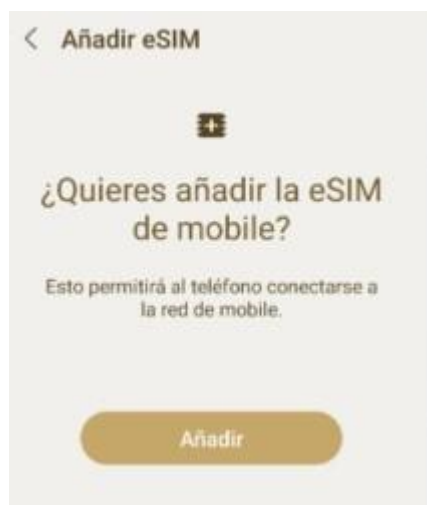 Añadir eSIM
¿Quieres añadir la eSIM
de mobile?
Esto permitirá al teléfono conectarse a
la red de mobile.
Añadir